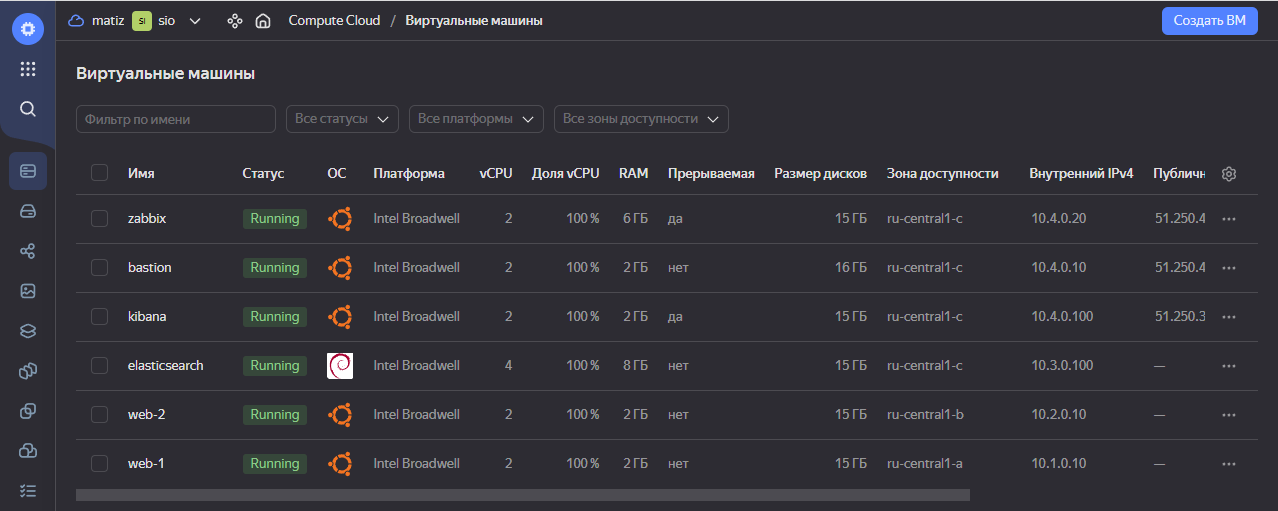 matiz SI sio Compute Cloud / Виртуальные машины Создать ВМ
Виртуальные машины
Фильтр по имени Все статусы Все платформы Все зоны доступности
Имя Статус ОС Платформа vCPU Доля vCPU RAM Прерываемая Размер дисков Зона доступности Внутренний IPv4 Публичн
zabbix Running Intel Broadwell 2 100 % 6 ГБ да 15 ГБ ru-central1-c 10.4.0.20 51.250.4
bastion Running Intel Broadwell 2 100 % 2 ГБ нет 16 ГБ ru-central1-c 10.4.0.10 51.250.4
kibana Running Intel Broadwell 2 100 % 2 ГБ да 15 ГБ ru-central1-c 10.4.0.100 51.250.3
elasticsearch Running Intel Broadwell 4 100 % 8 ГБ нет 15 ГБ ru-central1-c 10.3.0.100 —
web-2 Running Intel Broadwell 2 100 % 2 ГБ нет 15 ГБ ru-central1-b 10.2.0.10 —
web-1 Running Intel Broadwell 2 100 % 2 ГБ нет 15 ГБ ru-central1-a 10.1.0.10 —